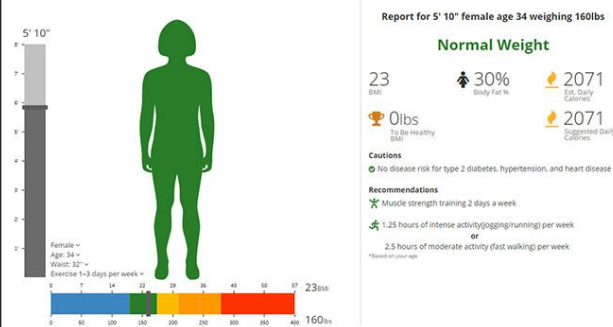 5' 10"
8'
7'
6'
5'
4'
3'
2'
1'
Female
Age: 34
Waist: 32"
Exercise 1-3 days per week
0 7 14 22 29 36 43 50 57
23BMI
0 50 100 150 200 250 300 350 400
160lbs
Report for 5' 10" female age 34 weighing 160lbs
Normal Weight
23
BMI
30%
Body Fat %
2071
Est. Daily
Calories
0lbs
To Be Healthy
BMI
2071
Suggested Daily
Calories
Cautions
No disease risk for type 2 diabetes, hypertension, and heart disease
Recommendations
Muscle strength training 2 days a week
1.25 hours of intense activity(jogging/running) per week
or
2.5 hours of moderate activity (fast walking) per week
*Based on your age